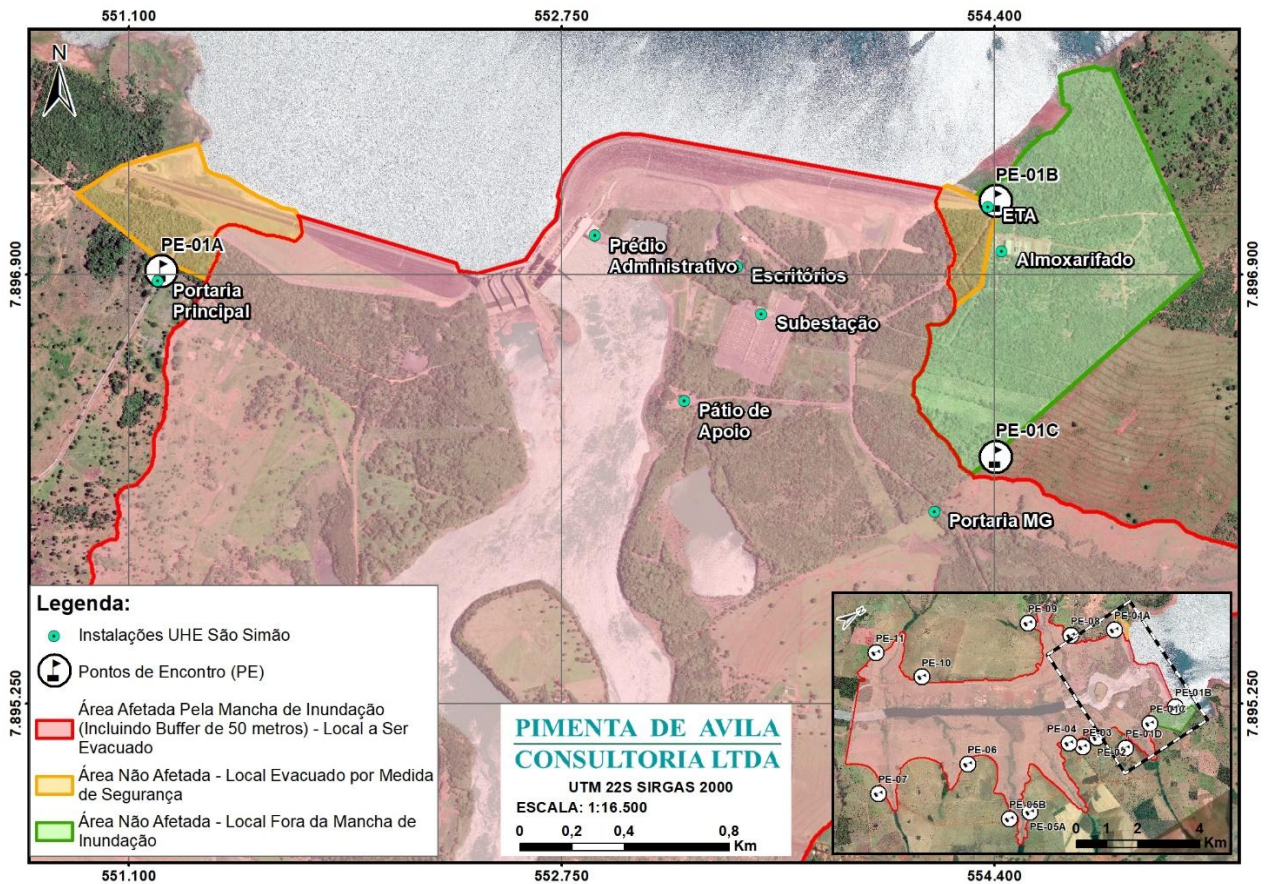 551.100
552.750
554.400
N
PE-01B
ETA
PE-01A
Prédio
Administrativo
Escritórios
Almoxarifado
7.896.900
7.896.900
Portaria
Principal
Subestação
Pátio de
Apoio
PE-01C
Portaria MG
Legenda:
Instalações UHE São Simão
Pontos de Encontro (PE)
Área Afetada Pela Mancha de Inundação
(Incluindo Buffer de 50 metros) - Local a Ser
Evacuado
Área Não Afetada - Local Evacuado por Medida
de Segurança
Área Não Afetada - Local Fora da Mancha de
Inundação
PIMENTA DE AVILA
CONSULTORIA LTDA
UTM 22S SIRGAS 2000
ESCALA: 1:16.500
0 0,2 0,4 0,8
Km
PE-09
PE-08
PE-01A
PE-11
PE-10
PE-01B
PE-01C
PE-04
PE-03
PE-01D
PE-02
PE-06
PE-07
PE-05B
PE-05A
0 1 2 4
Km
7.895.250
7.895.250
551.100
552.750
554.400